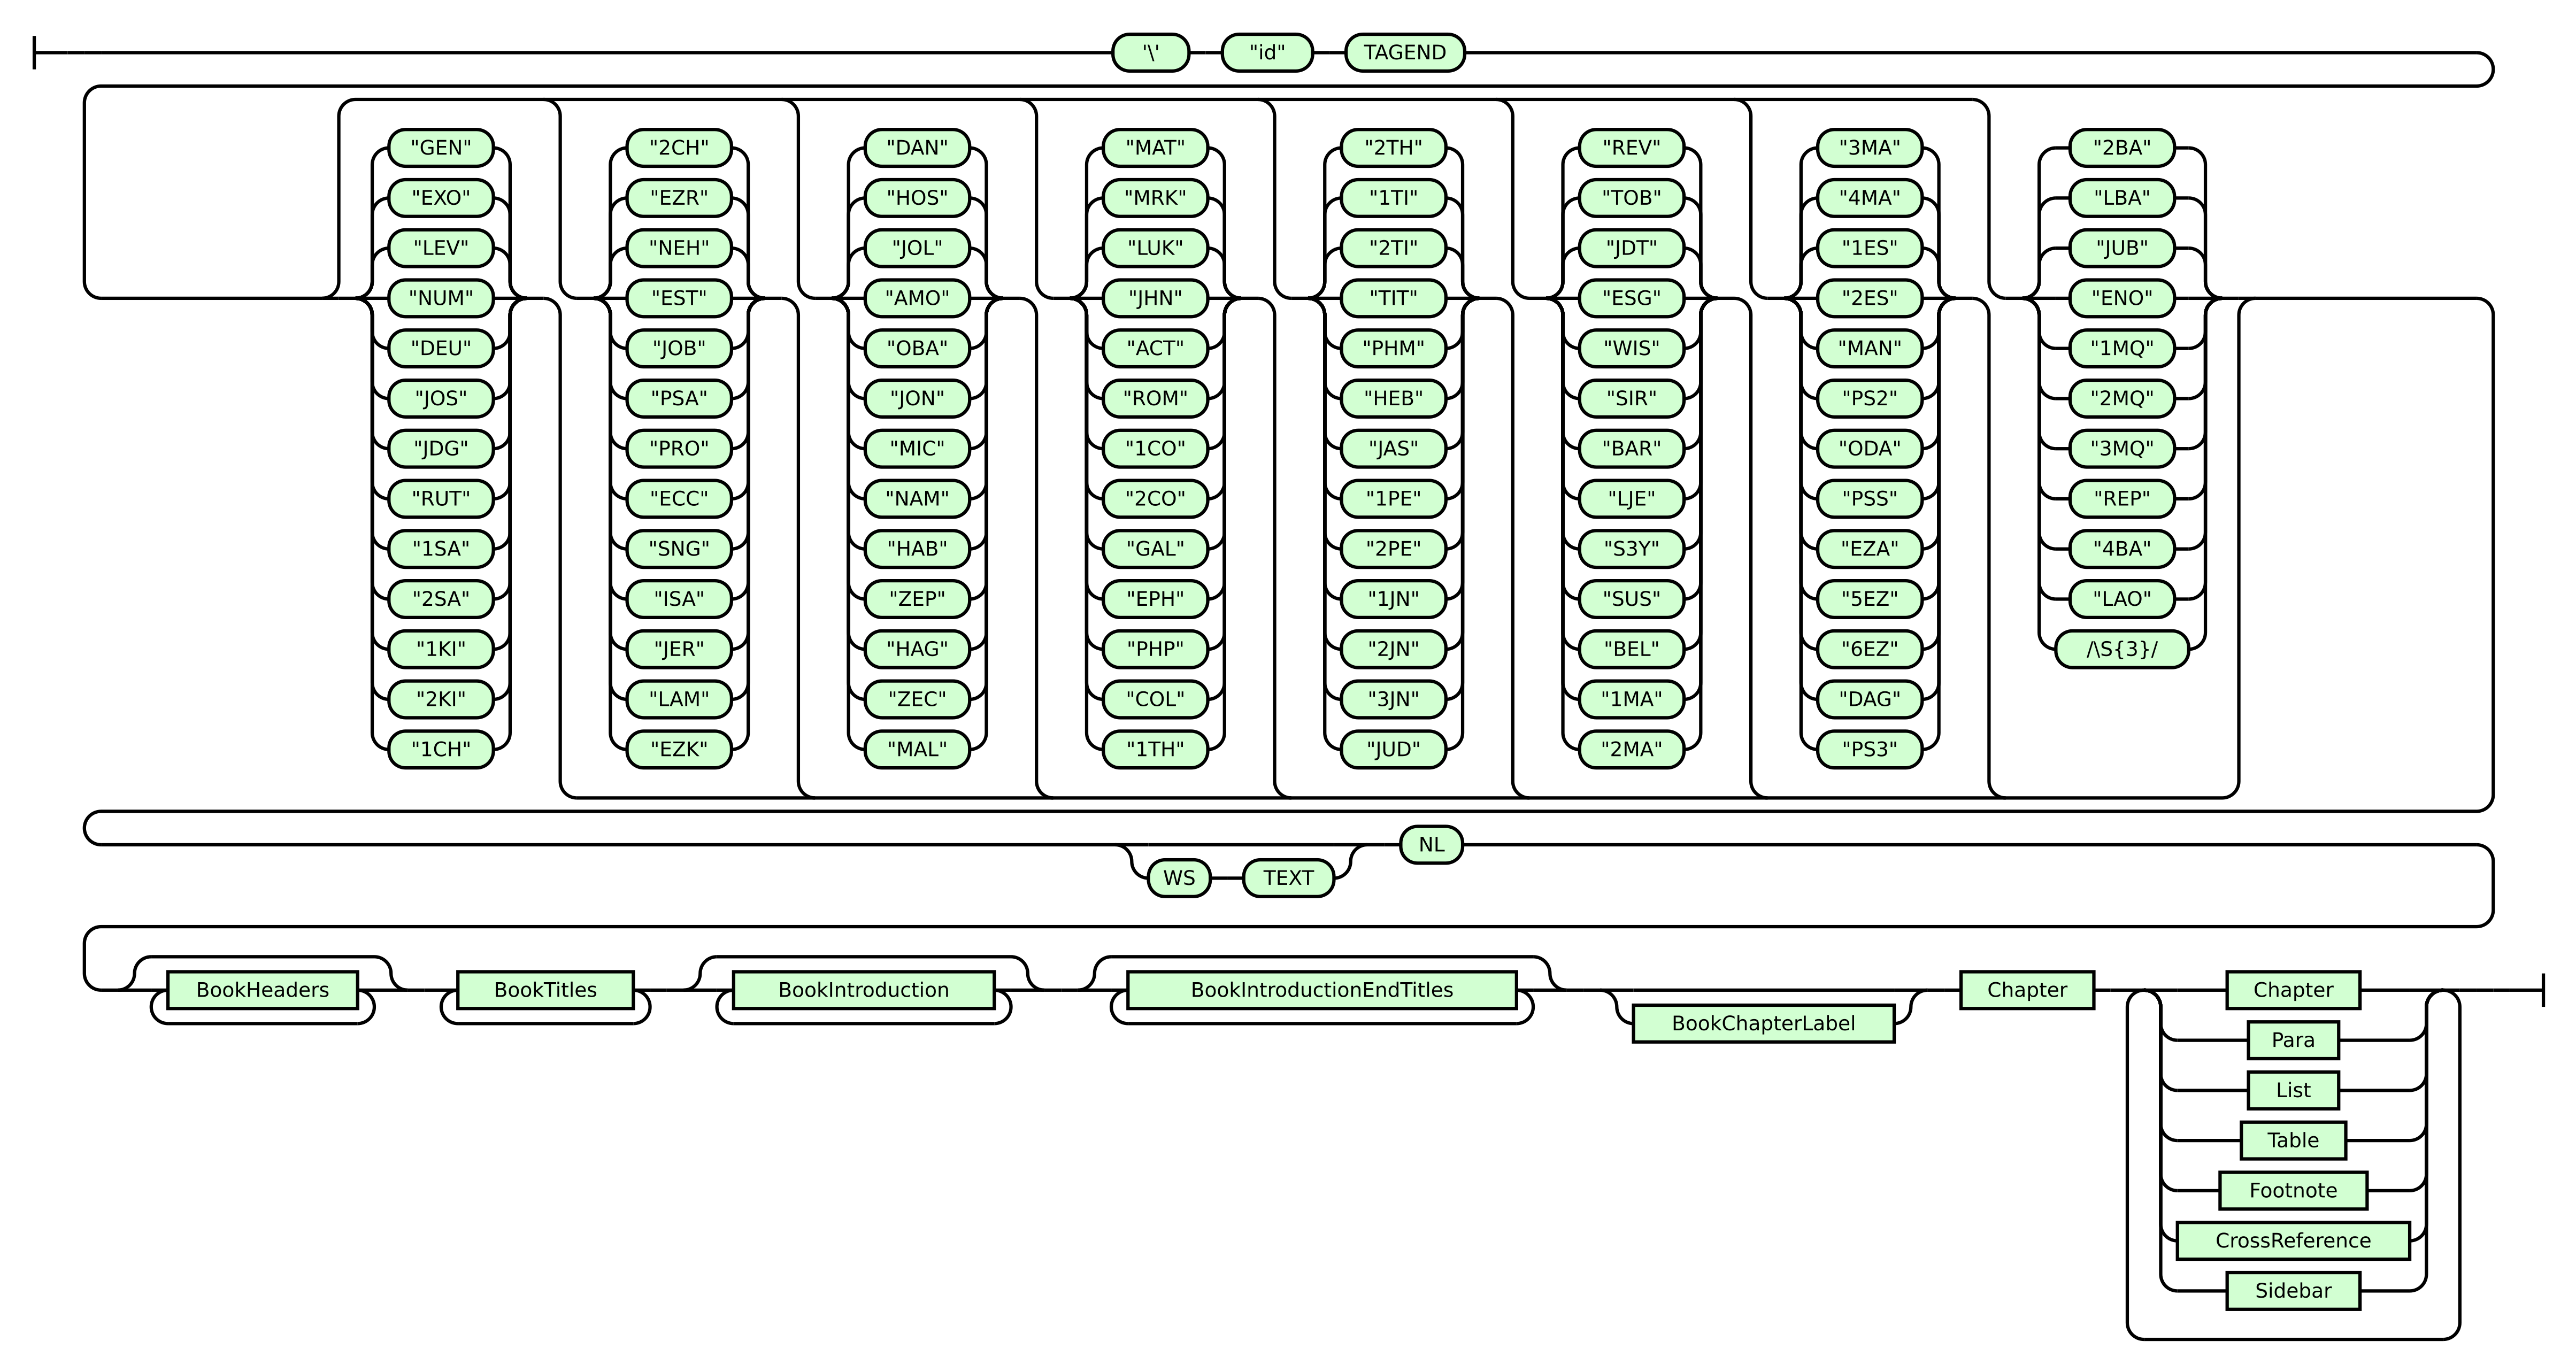 '\' "id" TAGEND
"GEN" "2CH" "DAN" "MAT" "2TH" "REV" "3MA" "2BA"
"EXO" "EZR" "HOS" "MRK" "1TI" "TOB" "4MA" "LBA"
"LEV" "NEH" "JOL" "LUK" "2TI" "JDT" "1ES" "JUB"
"NUM" "EST" "AMO" "JHN" "TIT" "ESG" "2ES" "ENO"
"DEU" "JOB" "OBA" "ACT" "PHM" "WIS" "MAN" "1MQ"
"JOS" "PSA" "JON" "ROM" "HEB" "SIR" "PS2" "2MQ"
"JDG" "PRO" "MIC" "1CO" "JAS" "BAR" "ODA" "3MQ"
"RUT" "ECC" "NAM" "2CO" "1PE" "LJE" "PSS" "REP"
"1SA" "SNG" "HAB" "GAL" "2PE" "S3Y" "EZA" "4BA"
"2SA" "ISA" "ZEP" "EPH" "1JN" "SUS" "5EZ" "LAO"
"1KI" "JER" "HAG" "PHP" "2JN" "BEL" "6EZ" /\S{3}/
"2KI" "LAM" "ZEC" "COL" "3JN" "1MA" "DAG"
"1CH" "EZK" "MAL" "1TH" "JUD" "2MA" "PS3"
NL
WS TEXT
BookHeaders BookTitles BookIntroduction BookIntroductionEndTitles Chapter Chapter
BookChapterLabel
Para
List
Table
Footnote
CrossReference
Sidebar